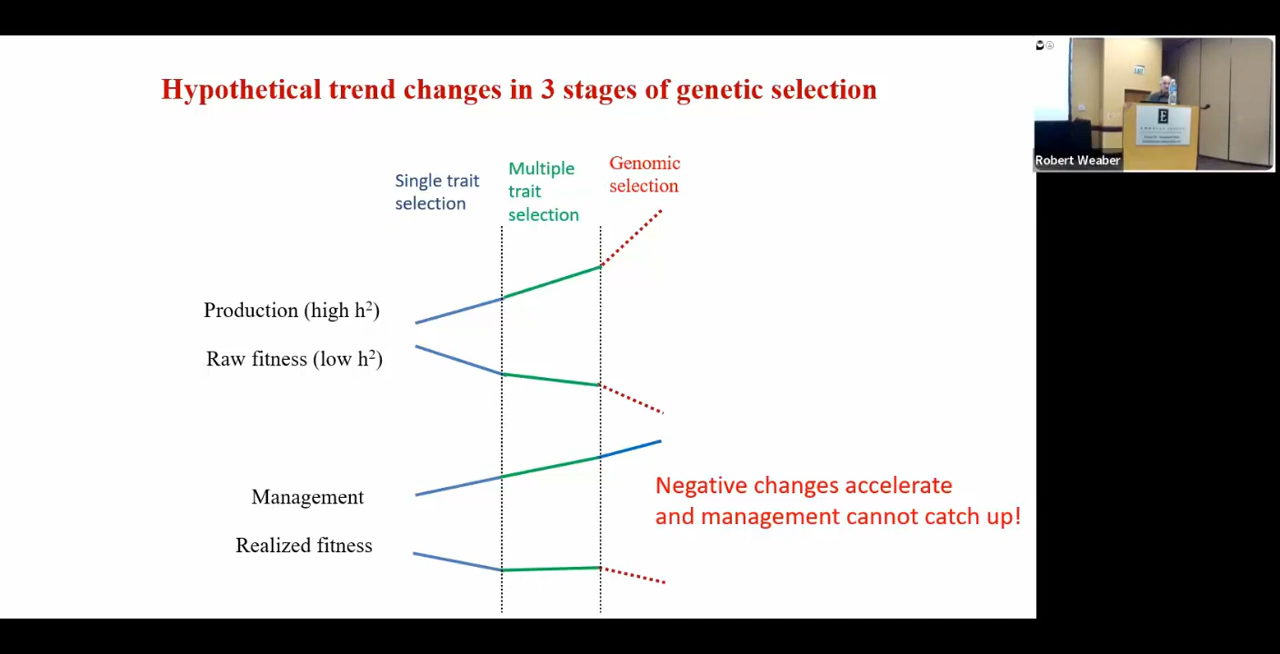 Hypothetical trend changes in 3 stages of genetic selection
Single trait
selection
Multiple
trait
selection
Genomic
selection
Production (high h²)
Raw fitness (low h²)
Management
Realized fitness
Negative changes accelerate
and management cannot catch up!
Robert Weaber
E